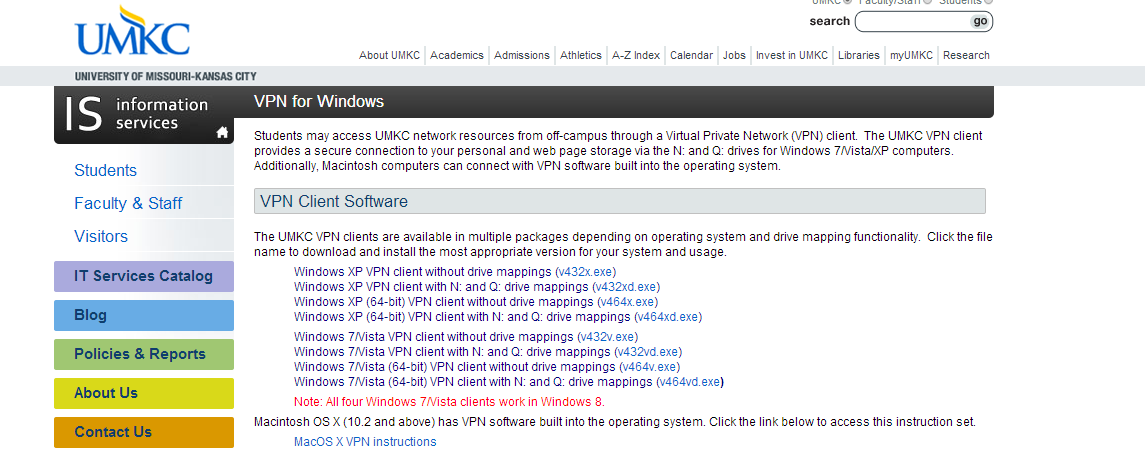 UMKC Faculty/Staff Students
search go
UMKC
About UMKC Academics Admissions Athletics A-Z Index Calendar Jobs Invest in UMKC Libraries myUMKC Research
UNIVERSITY OF MISSOURI-KANSAS CITY
IS information services
VPN for Windows
Students may access UMKC network resources from off-campus through a Virtual Private Network (VPN) client. The UMKC VPN client
provides a secure connection to your personal and web page storage via the N: and Q: drives for Windows 7/Vista/XP computers.
Additionally, Macintosh computers can connect with VPN software built into the operating system.
Students
Faculty & Staff
Visitors
IT Services Catalog
Blog
Policies & Reports
About Us
Contact Us
VPN Client Software
The UMKC VPN clients are available in multiple packages depending on operating system and drive mapping functionality. Click the file
name to download and install the most appropriate version for your system and usage.
Windows XP VPN client without drive mappings (v432x.exe)
Windows XP VPN client with N: and Q: drive mappings (v432xd.exe)
Windows XP (64-bit) VPN client without drive mappings (v464x.exe)
Windows XP (64-bit) VPN client with N: and Q: drive mappings (v464xd.exe)
Windows 7/Vista VPN client without drive mappings (v432v.exe)
Windows 7/Vista VPN client with N: and Q: drive mappings (v432vd.exe)
Windows 7/Vista (64-bit) VPN client without drive mappings (v464v.exe)
Windows 7/Vista (64-bit) VPN client with N: and Q: drive mappings (v464vd.exe)
Note: All four Windows 7/Vista clients work in Windows 8.
Macintosh OS X (10.2 and above) has VPN software built into the operating system. Click the link below to access this instruction set.
MacOS X VPN instructions